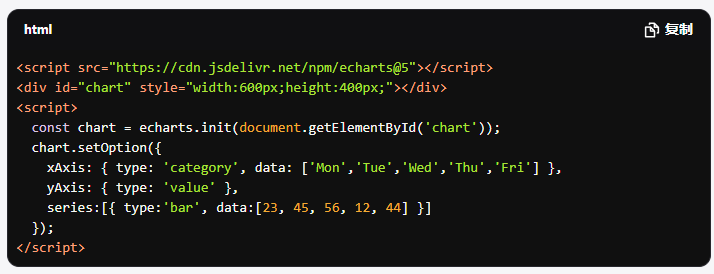 html
复制
<script src="https://cdn.jsdelivr.net/npm/echarts@5"></script>
<div id="chart" style="width:600px;height:400px;"></div>
<script>
  const chart = echarts.init(document.getElementById('chart'));
  chart.setOption({
    xAxis: { type: 'category', data: ['Mon','Tue','Wed','Thu','Fri'] },
    yAxis: { type: 'value' },
    series:[{ type:'bar', data:[23, 45, 56, 12, 44] }]
  });
</script>